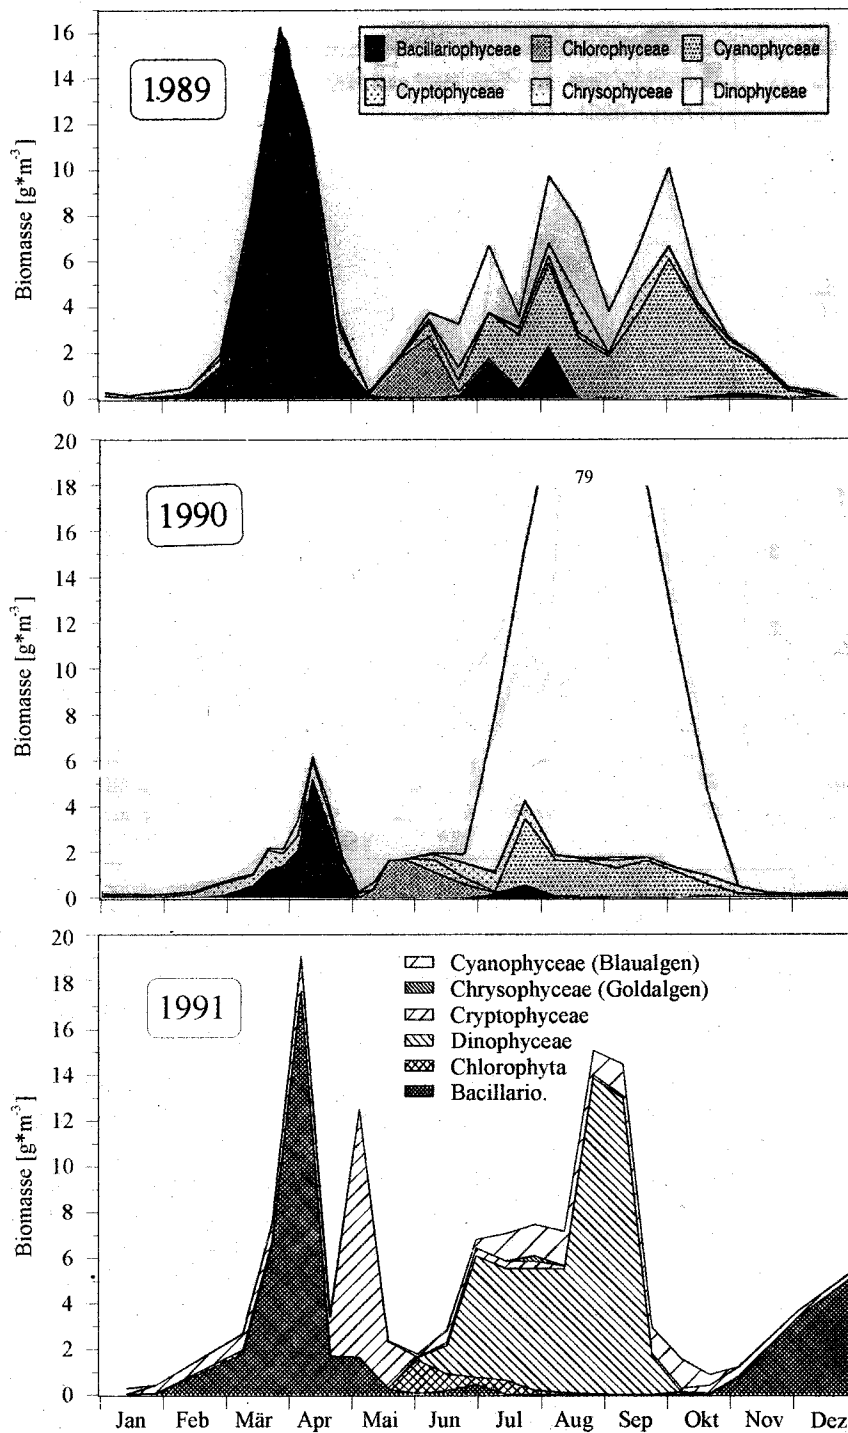 Bacillariophyceae Chlorophyceae Cyanophyceae
Cryptophyceae Chrysophyceae Dinophyceae
1989
Biomasse [g*m-3]
16
14
12
10
8
6
4
2
0
1990
79
Biomasse [g*m-3]
20
18
16
14
12
10
8
6
4
2
0
1991
Cyanophyceae (Blaualgen)
Chrysophyceae (Goldalgen)
Cryptophyceae
Dinophyceae
Chlorophyta
Bacillario.
Biomasse [g*m-3]
20
18
16
14
12
10
8
6
4
2
0
Jan Feb Mär Apr Mai Jun Jul Aug Sep Okt Nov Dez